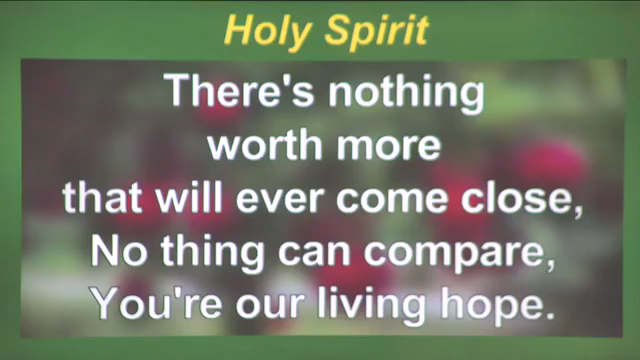 Holy Spirit
There's nothing
worth more
that will ever come close,
No thing can compare,
You're our living hope.